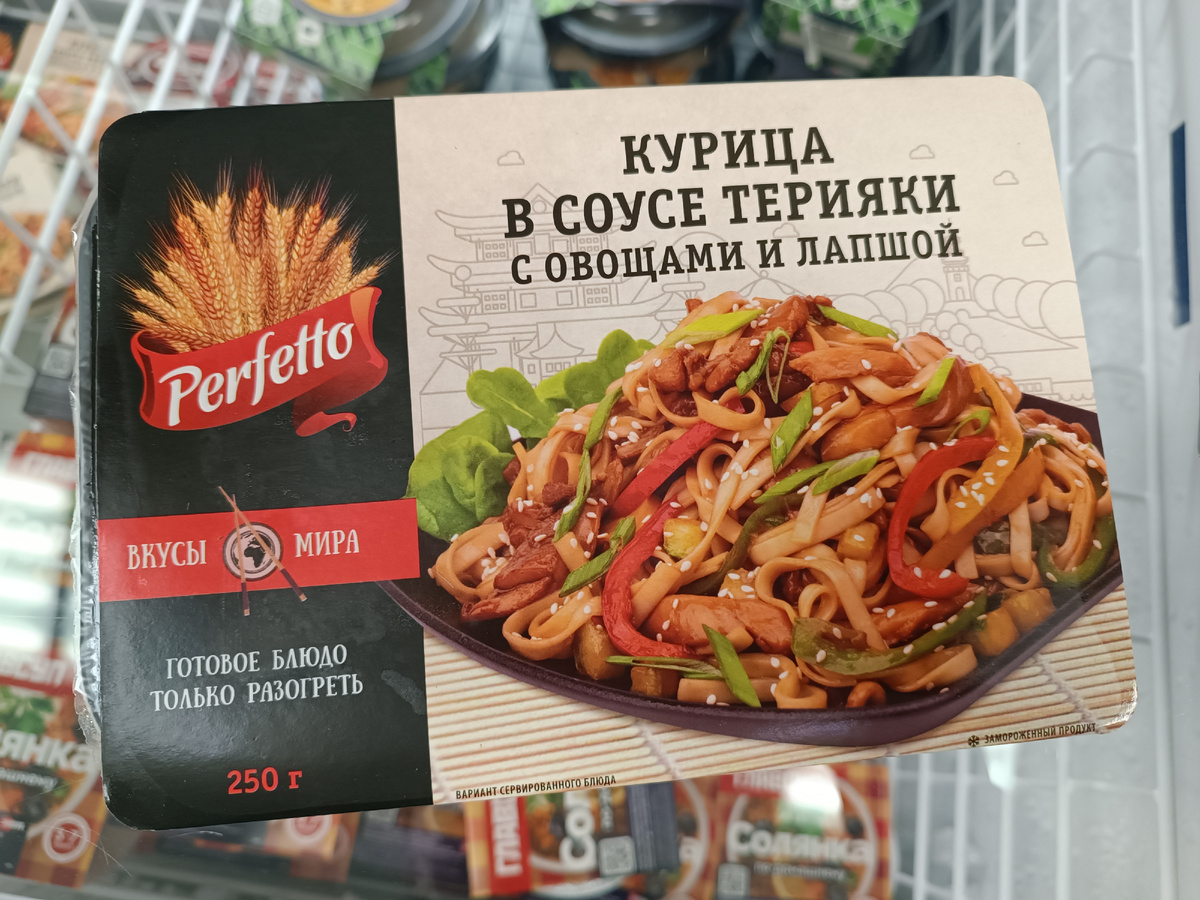 КУРИЦА
В СОУСЕ ТЕРИЯКИ
С ОВОЩАМИ И ЛАПШОЙ
Perfetto
ВКУСЫ МИРА
ГОТОВОЕ БЛЮДО
ТОЛЬКО РАЗОГРЕТЬ
250 г
ВАРИАНТ СЕРВИРОВАННОГО БЛЮДА
ЗАМОРОЖЕННЫЙ ПРОДУКТ
Солянка